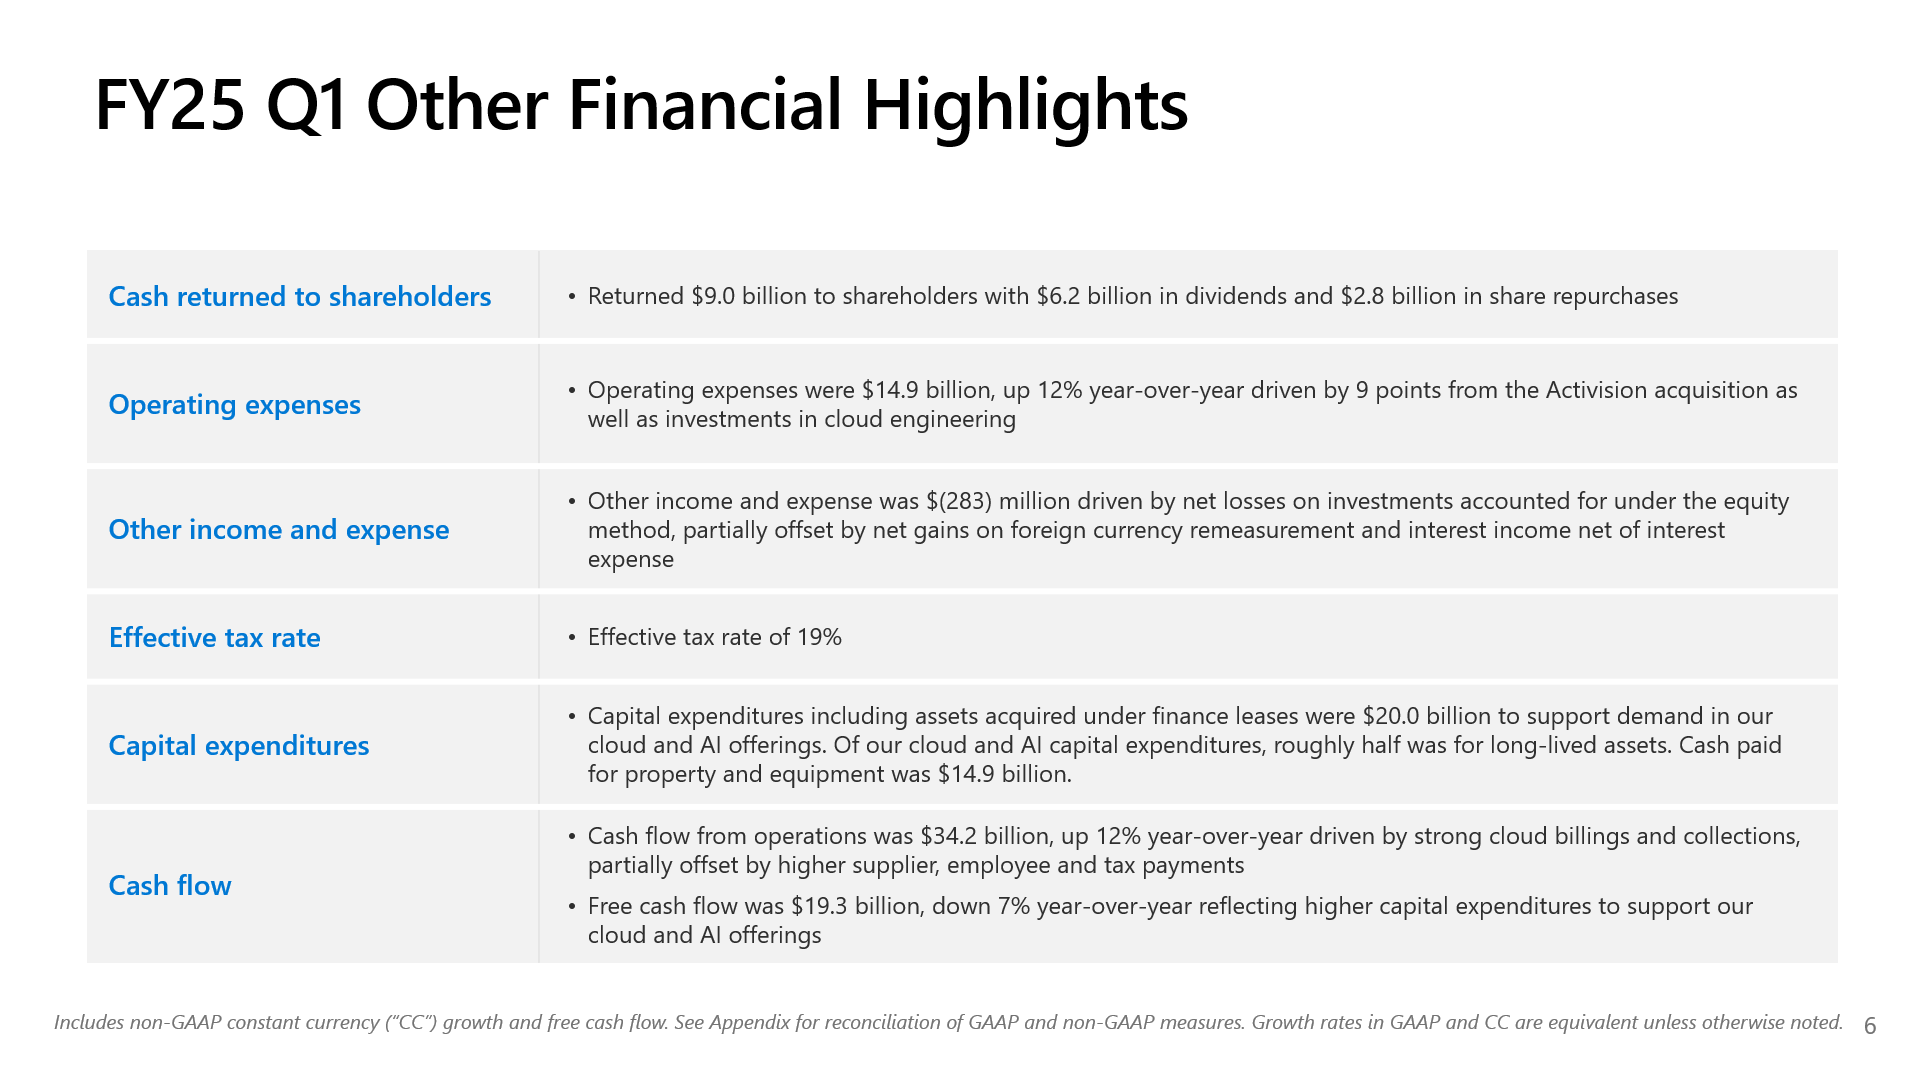 FY25 Q1 Other Financial Highlights
Cash returned to shareholders
• Returned $9.0 billion to shareholders with $6.2 billion in dividends and $2.8 billion in share repurchases
Operating expenses
• Operating expenses were $14.9 billion, up 12% year-over-year driven by 9 points from the Activision acquisition as
well as investments in cloud engineering
Other income and expense
• Other income and expense was $(283) million driven by net losses on investments accounted for under the equity
method, partially offset by net gains on foreign currency remeasurement and interest income net of interest
expense
Effective tax rate
• Effective tax rate of 19%
Capital expenditures
• Capital expenditures including assets acquired under finance leases were $20.0 billion to support demand in our
cloud and AI offerings. Of our cloud and AI capital expenditures, roughly half was for long-lived assets. Cash paid
for property and equipment was $14.9 billion.
Cash flow
• Cash flow from operations was $34.2 billion, up 12% year-over-year driven by strong cloud billings and collections,
partially offset by higher supplier, employee and tax payments
• Free cash flow was $19.3 billion, down 7% year-over-year reflecting higher capital expenditures to support our
cloud and AI offerings
Includes non-GAAP constant currency (“CC“) growth and free cash flow. See Appendix for reconciliation of GAAP and non-GAAP measures. Growth rates in GAAP and CC are equivalent unless otherwise noted.
6